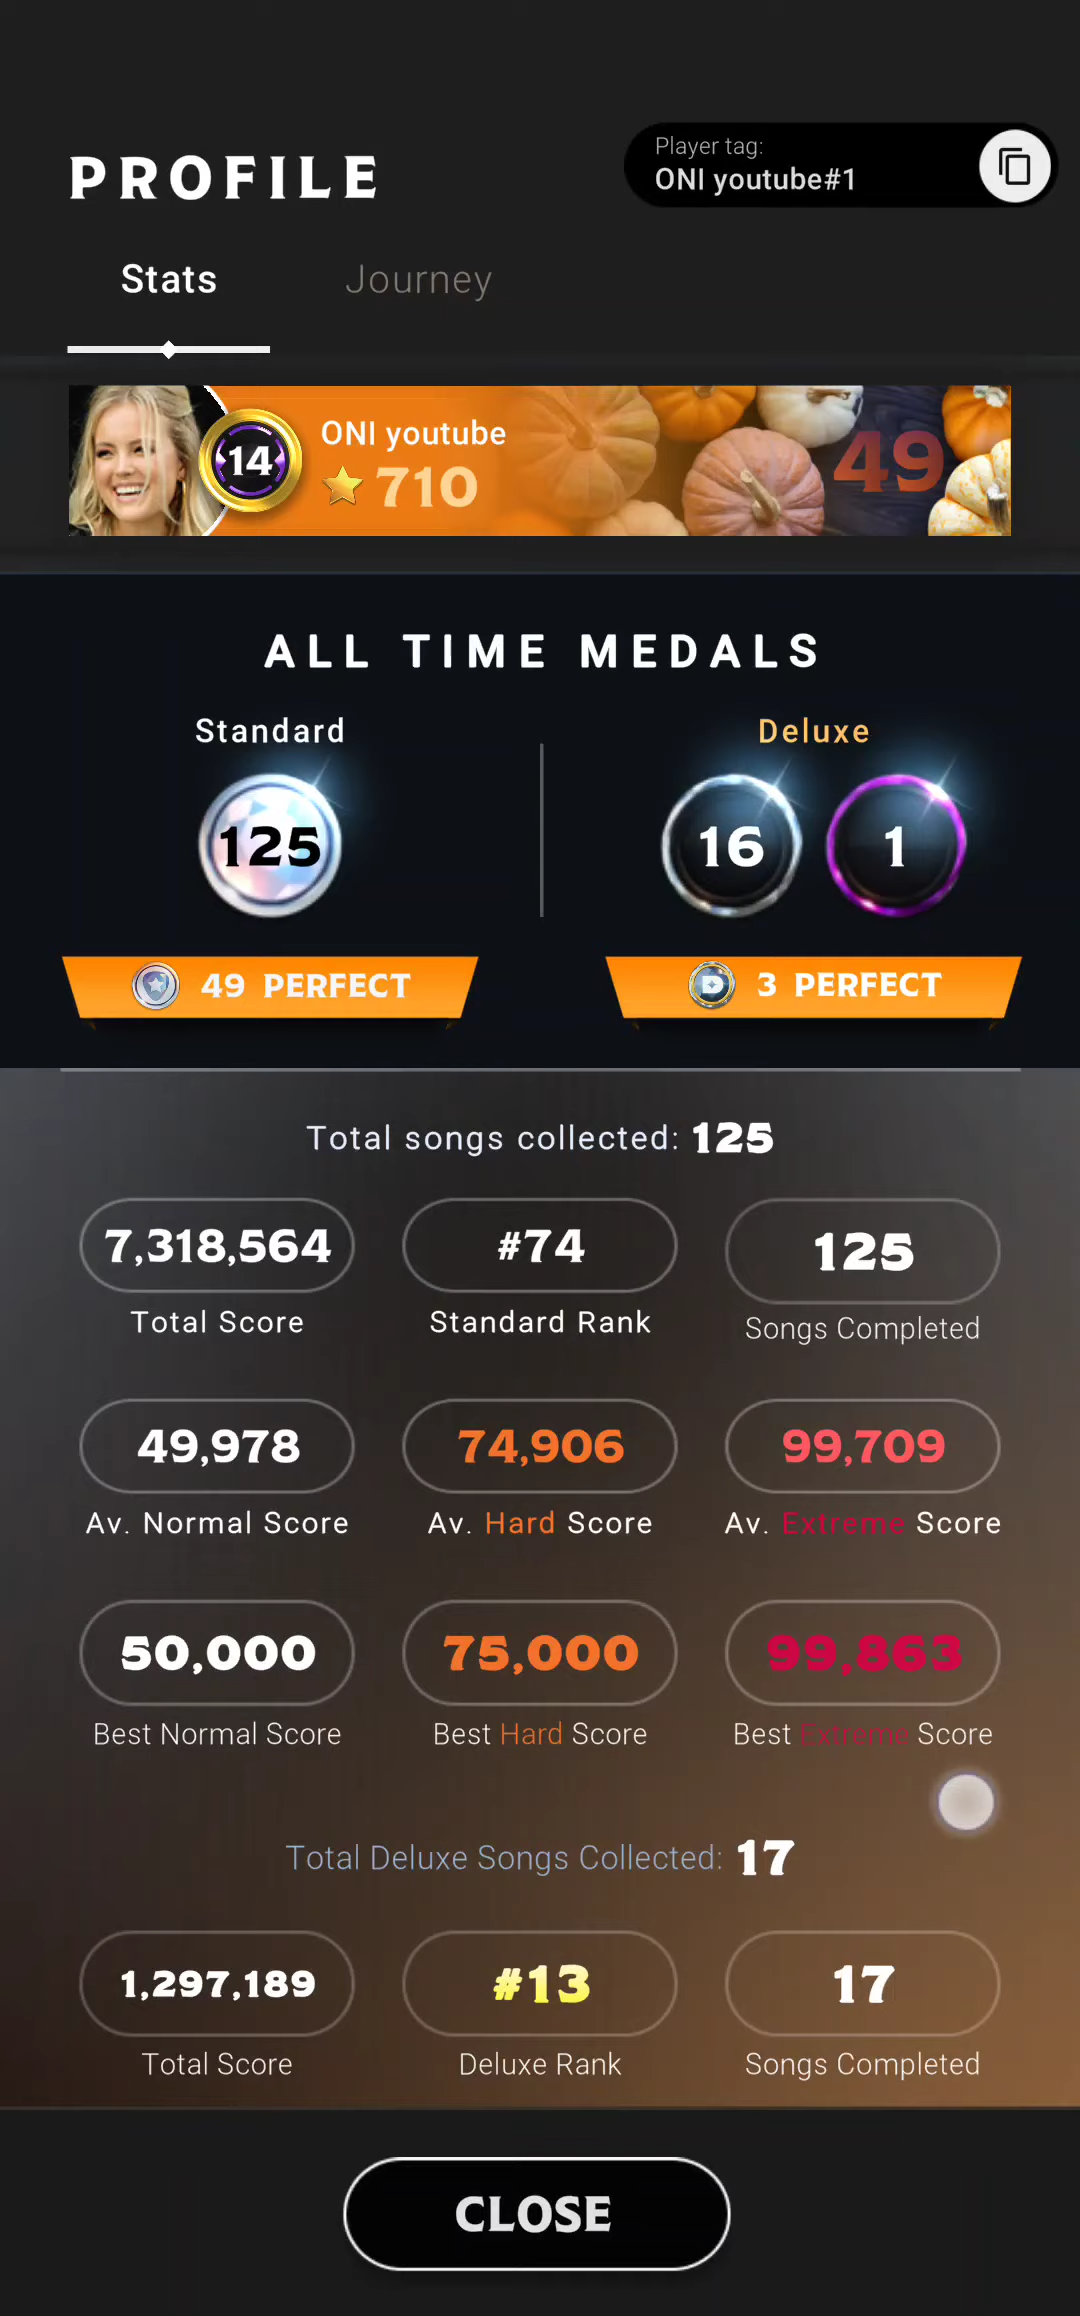 PROFILE
Player tag:
ONI youtube#1
Stats
Journey
14
ONI youtube
710
49
ALL TIME MEDALS
Standard
Deluxe
125
16
1
49 PERFECT
D
3 PERFECT
Total songs collected: 125
7,318,564
#74
125
Total Score
Standard Rank
Songs Completed
49,978
74,906
99,709
Av. Normal Score
Av. Hard Score
Av. Extreme Score
50,000
75,000
99,863
Best Normal Score
Best Hard Score
Best Extreme Score
Total Deluxe Songs Collected: 17
1,297,189
#13
17
Total Score
Deluxe Rank
Songs Completed
CLOSE